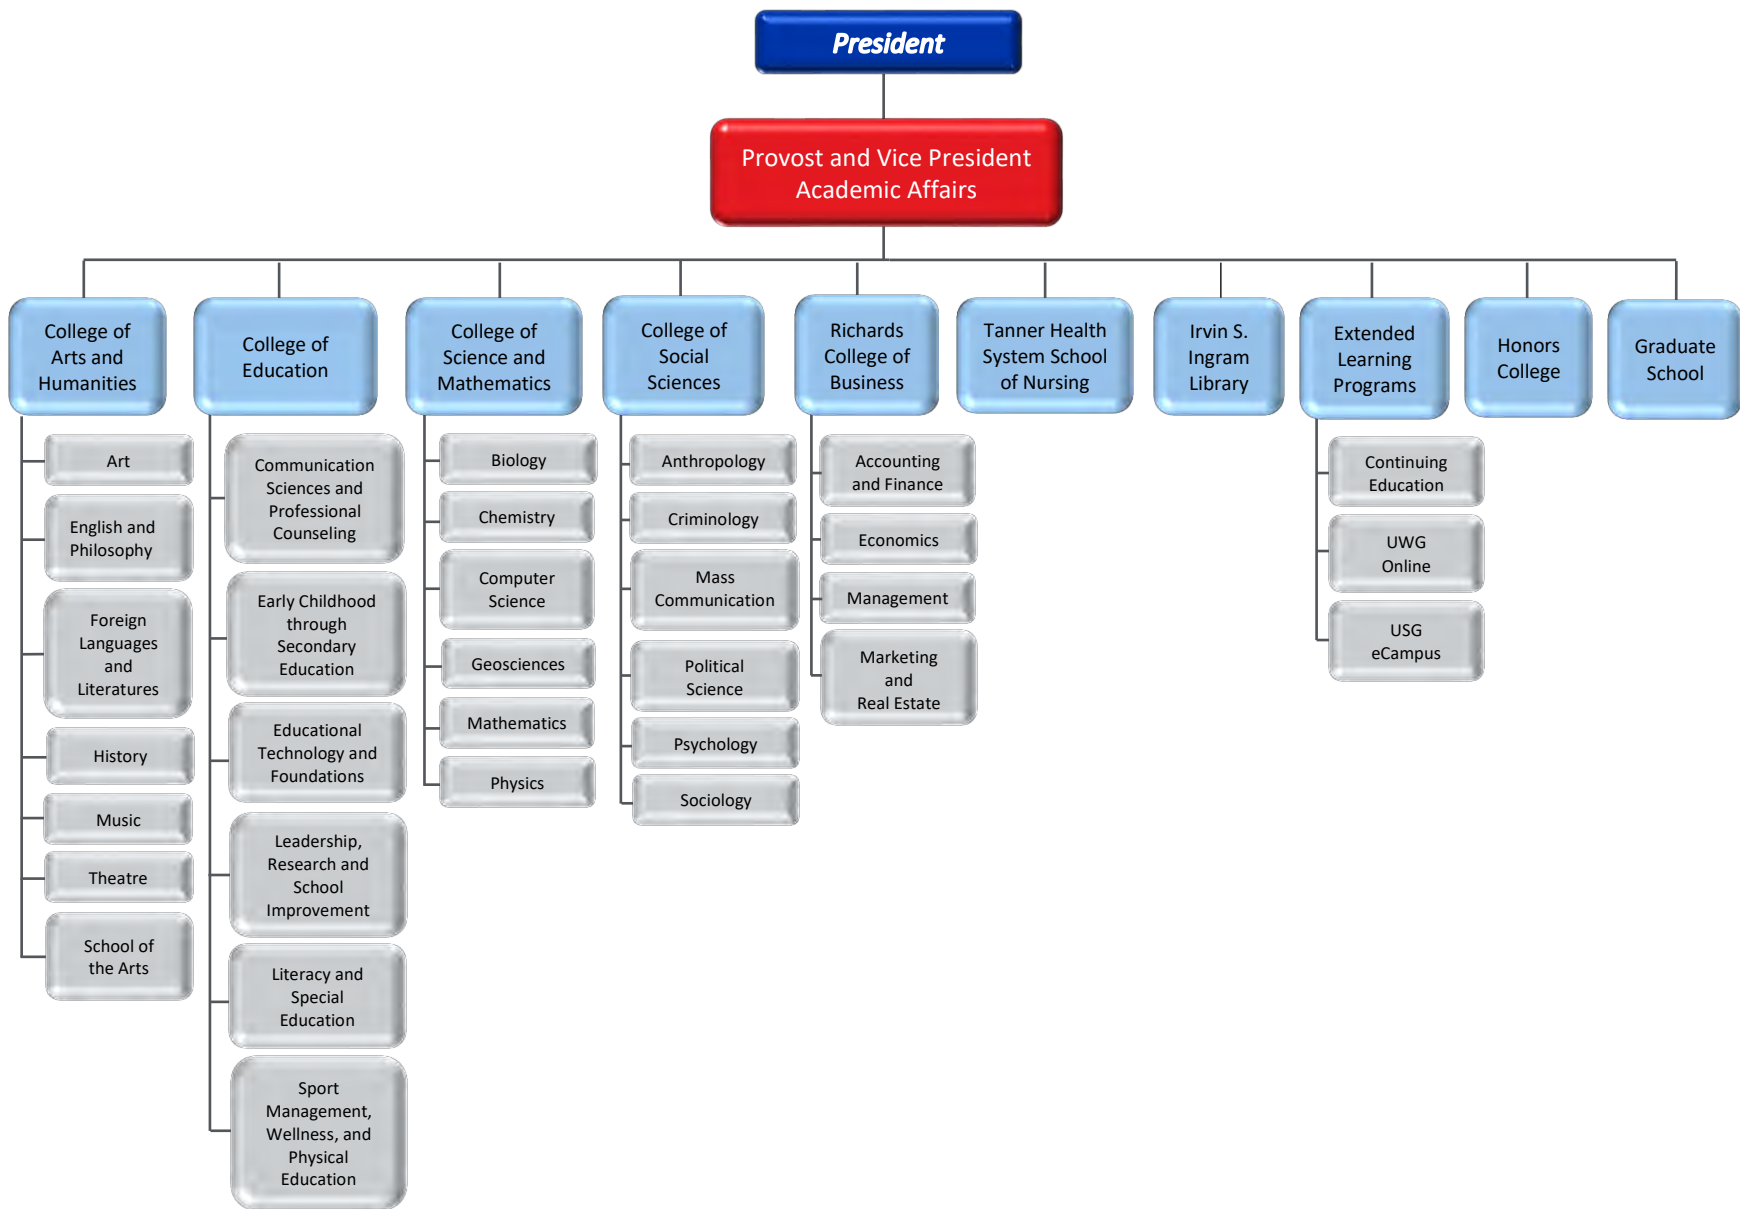 President
Provost and Vice President
Academic Affairs
College of
Arts and
Humanities
College of
Education
College of
Science and
Mathematics
College of
Social
Sciences
Richards
College of
Business
Tanner Health
System School
of Nursing
Irvin S.
Ingram
Library
Extended
Learning
Programs
Honors
College
Graduate
School
Art
English and
Philosophy
Foreign
Languages
and
Literatures
History
Music
Theatre
School of
the Arts
Communication
Sciences and
Professional
Counseling
Early Childhood
through
Secondary
Education
Educational
Technology and
Foundations
Leadership,
Research and
School
Improvement
Literacy and
Special
Education
Sport
Management,
Wellness, and
Physical
Education
Biology
Chemistry
Computer
Science
Geosciences
Mathematics
Physics
Anthropology
Criminology
Mass
Communication
Political
Science
Psychology
Sociology
Accounting
and Finance
Economics
Management
Marketing
and
Real Estate
Continuing
Education
UWG
Online
USG
eCampus